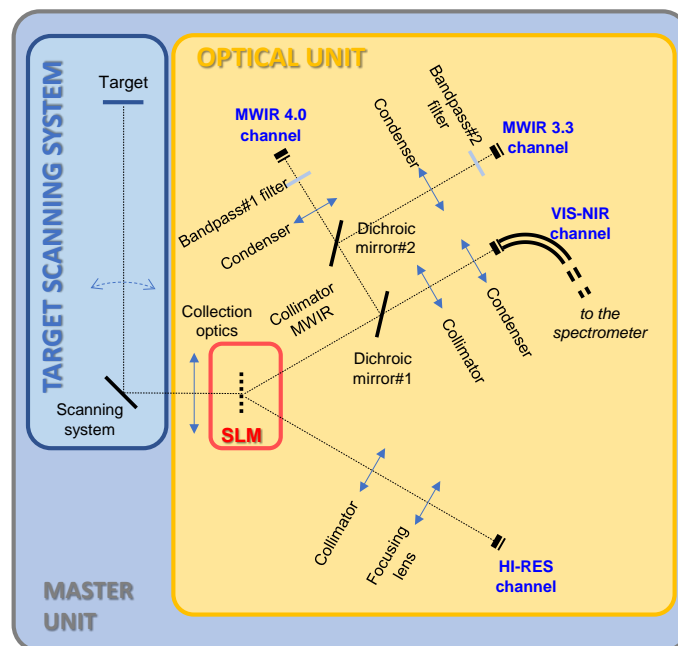 OPTICAL UNIT
TARGET SCANNING SYSTEM
Target
MWIR 4.0
channel
Condenser
Bandpass#2
filter
MWIR 3.3
channel
Bandpass#1 filter
Condenser
Dichroic
mirror#2
VIS-NIR
channel
Collection
optics
Collimator
MWIR
Collimator
Condenser
to the
spectrometer
Dichroic
mirror#1
Scanning
system
SLM
Collimator
Focusing
lens
HI-RES
channel
MASTER
UNIT